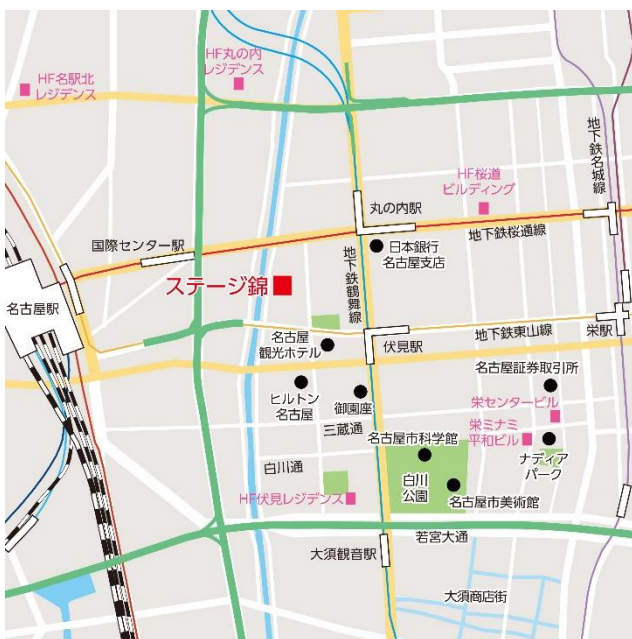 HF丸の内
レジデンス
HF名駅北
レジデンス
地下鉄名城線
HF桜道
ビルディング
丸の内駅
地下鉄桜通線
国際センター駅
日本銀行
名古屋支店
地下鉄鶴舞線
ステージ錦
名古屋駅
名古屋
観光ホテル
伏見駅
地下鉄東山線
栄駅
名古屋証券取引所
ヒルトン
名古屋
御園座
栄センタービル
三蔵通
名古屋市科学館
栄ミナミ
平和ビル
ナディア
パーク
白川通
白川
公園
HF伏見レジデンス
名古屋市美術館
若宮大通
大須観音駅
大須商店街